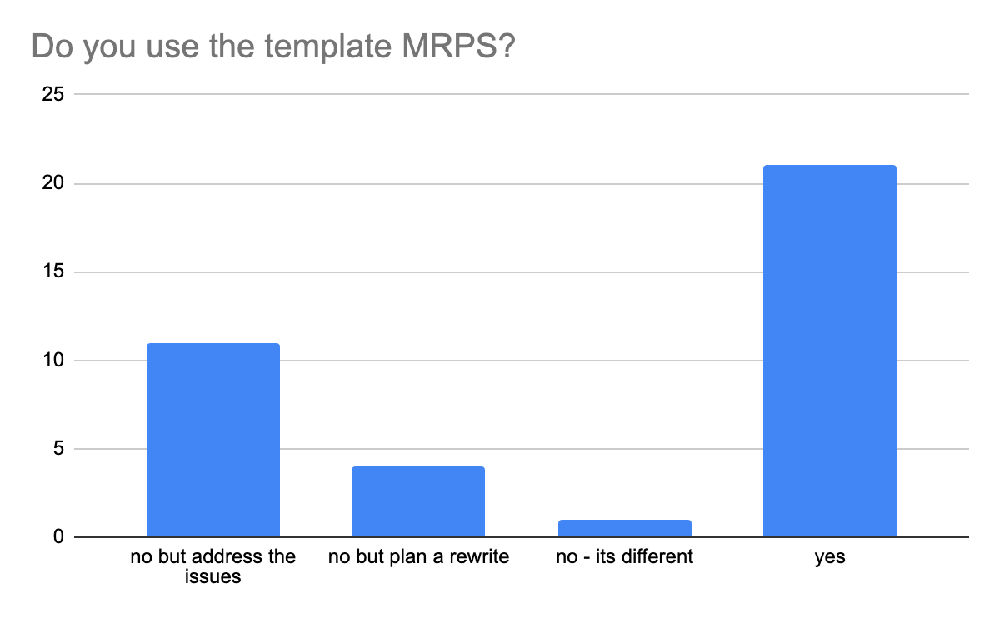 Do you use the template MRPS?
25
20
15
10
5
0
no but address the
issues
no but plan a rewrite
no - its different
yes